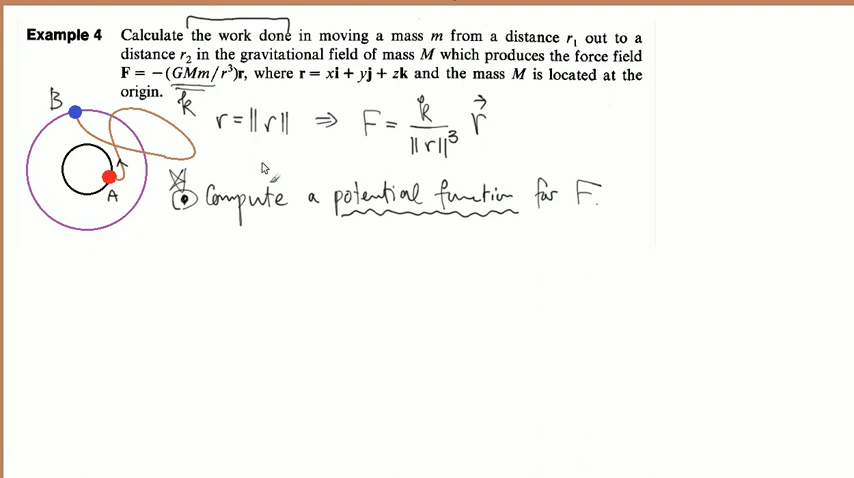 Example 4 Calculate the work done in moving a mass m from a distance r₁ out to a
distance r₂ in the gravitational field of mass M which produces the force field
F = −(GMm/r³)r, where r = xi + yj + zk and the mass M is located at the
origin.
k
B
r = ||r|| ⇒ F = k/||r||³ r⃗
A
Compute a potential function for F.